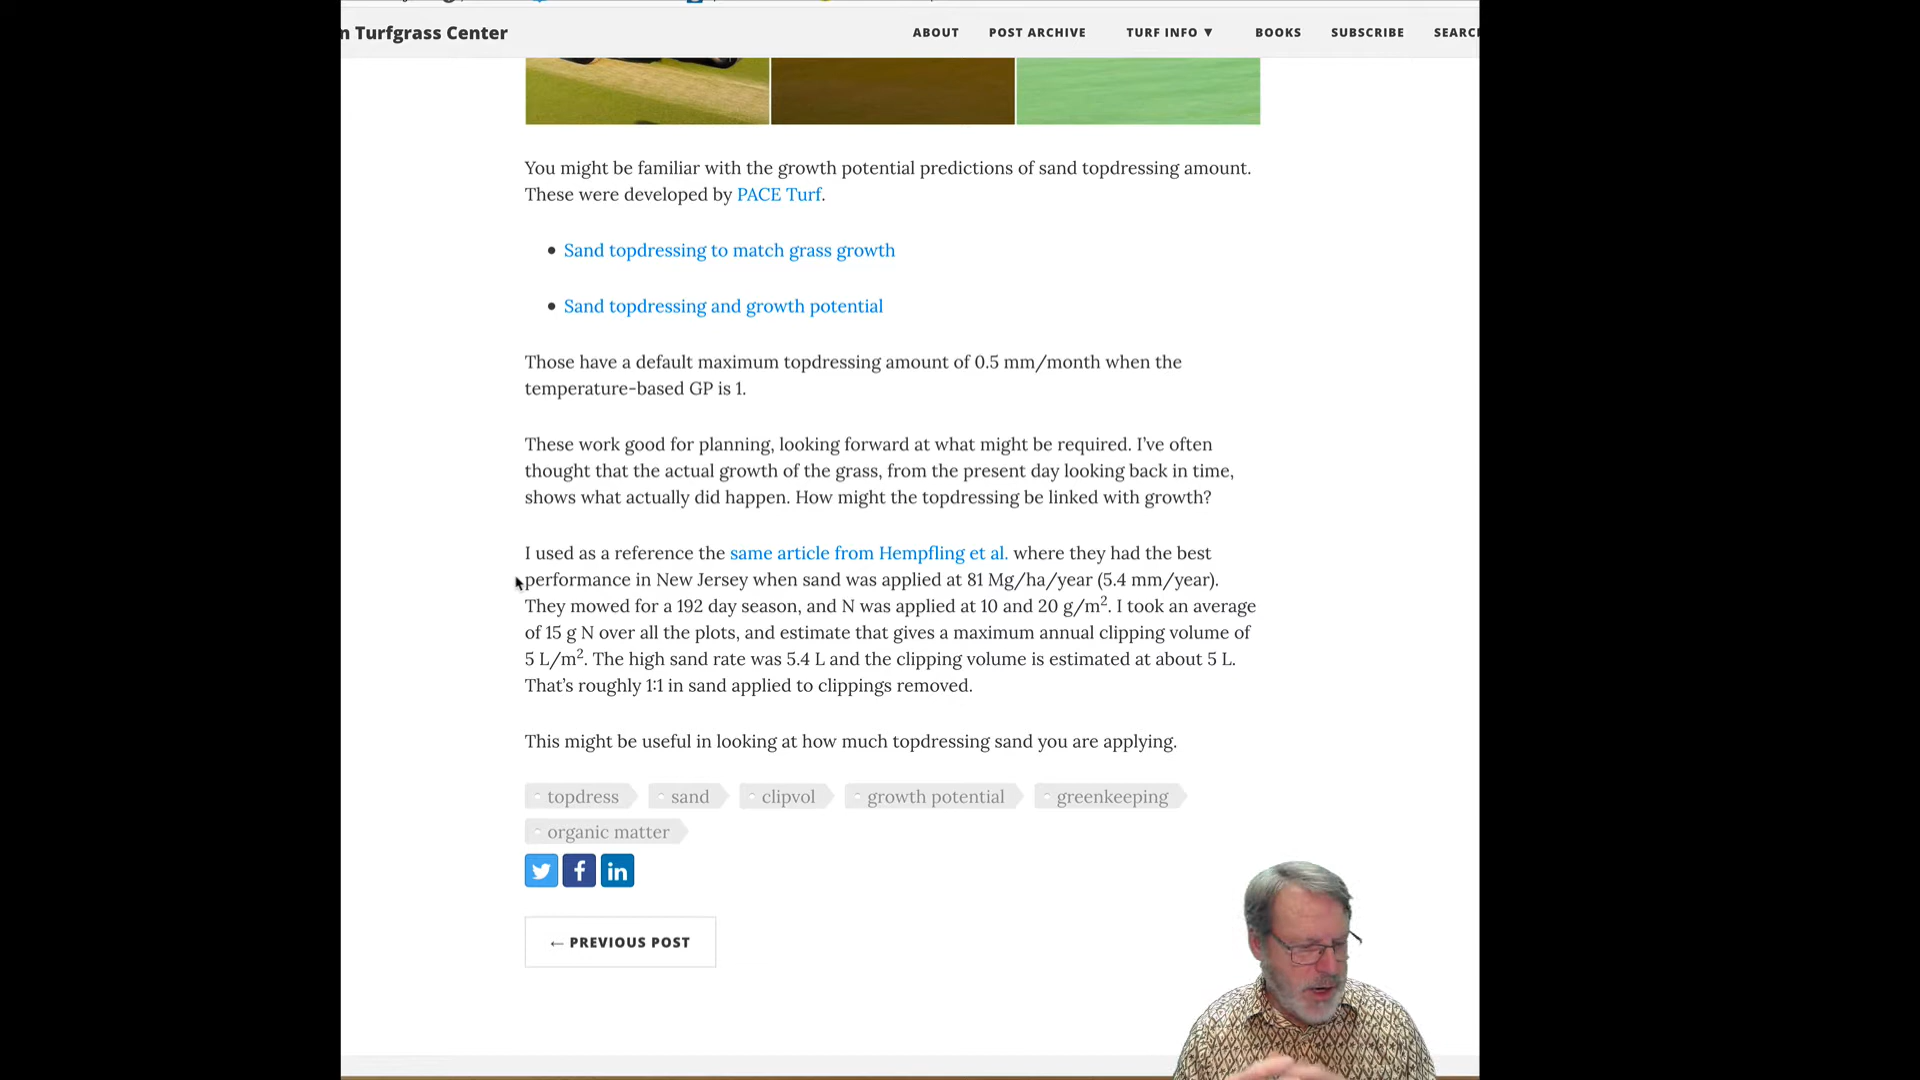 n Turfgrass Center
ABOUT POST ARCHIVE TURF INFO ▼ BOOKS SUBSCRIBE SEARC
You might be familiar with the growth potential predictions of sand topdressing amount.
These were developed by PACE Turf.
• Sand topdressing to match grass growth
• Sand topdressing and growth potential
Those have a default maximum topdressing amount of 0.5 mm/month when the
temperature-based GP is 1.
These work good for planning, looking forward at what might be required. I’ve often
thought that the actual growth of the grass, from the present day looking back in time,
shows what actually did happen. How might the topdressing be linked with growth?
I used as a reference the same article from Hempfling et al. where they had the best
performance in New Jersey when sand was applied at 81 Mg/ha/year (5.4 mm/year).
They mowed for a 192 day season, and N was applied at 10 and 20 g/m². I took an average
of 15 g N over all the plots, and estimate that gives a maximum annual clipping volume of
5 L/m². The high sand rate was 5.4 L and the clipping volume is estimated at about 5 L.
That’s roughly 1:1 in sand applied to clippings removed.
This might be useful in looking at how much topdressing sand you are applying.
topdress sand clipvol growth potential greenkeeping
organic matter
f in
← PREVIOUS POST